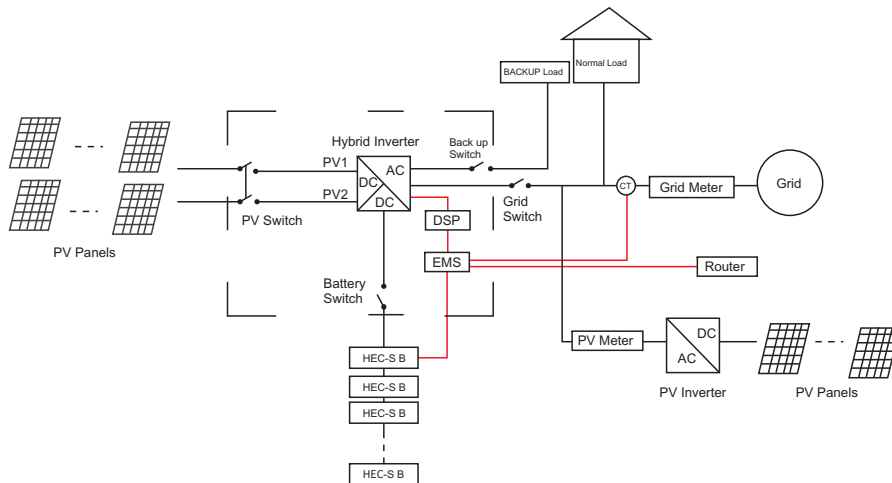 BACKUP Load
Normal Load
Hybrid Inverter
Back up
Switch
PV1
AC
DC
PV2
DC
PV Switch
Grid
Switch
CT
Grid Meter
Grid
DSP
PV Panels
EMS
Router
Battery
Switch
PV Meter
DC
AC
HEC-S B
HEC-S B
HEC-S B
HEC-S B
PV Inverter
PV Panels